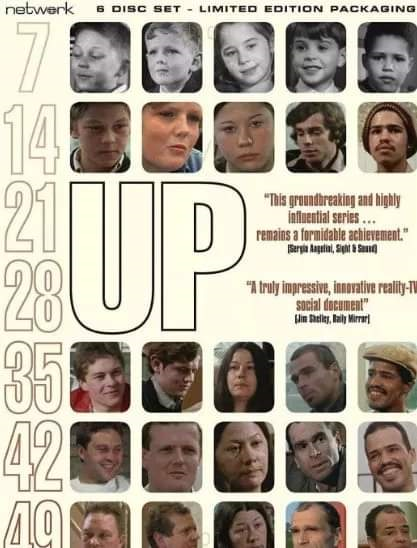 network 6 DISC SET - LIMITED EDITION PACKAGING
7
14
21
28
35
42
49
UP
"This groundbreaking and highly
influential series ...
remains a formidable achievement."
(Sergio Angelini, Sight & Sound)
"A truly impressive, innovative reality-TV
social document"
(Jim Shelley, Daily Mirror)